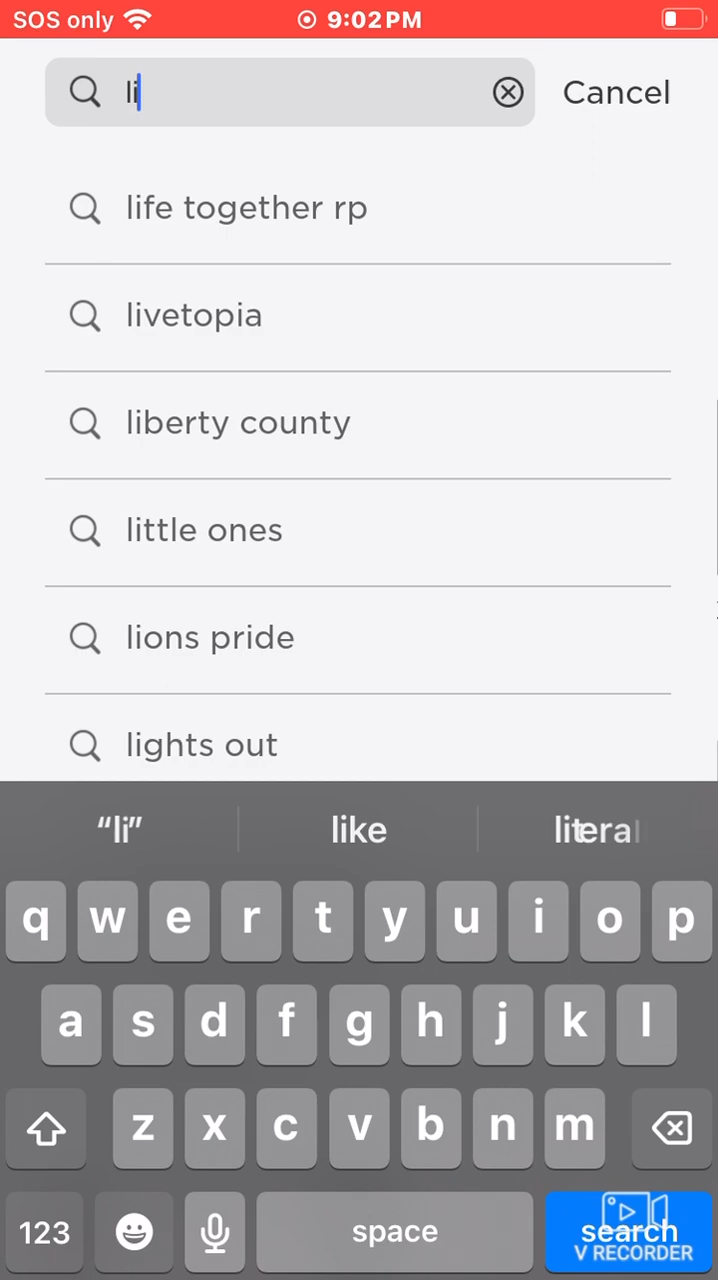 SOS only 9:02 PM
li Cancel
life together rp
livetopia
liberty county
little ones
lions pride
lights out
“li” like literal
q w e r t y u i o p
a s d f g h j k l
z x c v b n m
123 space search
V RECORDER